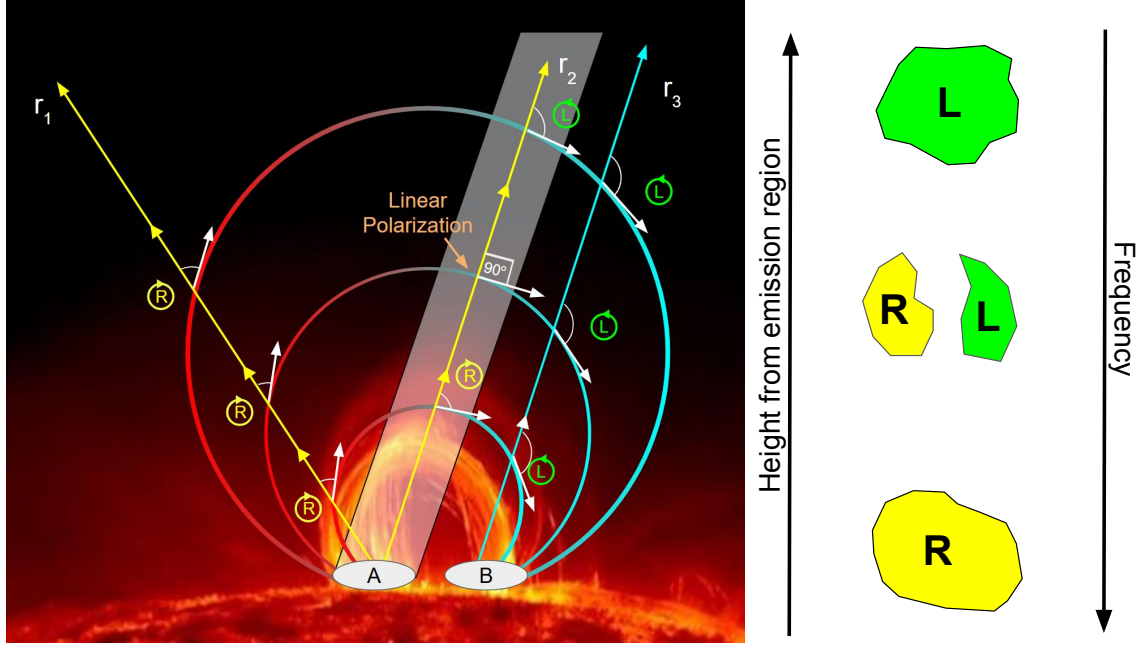 r1
r2
r3
L
L
Linear
Polarization
90°
R
L
R
R
R
L
R
A
B
Height from emission region
Frequency
L
R
L
R